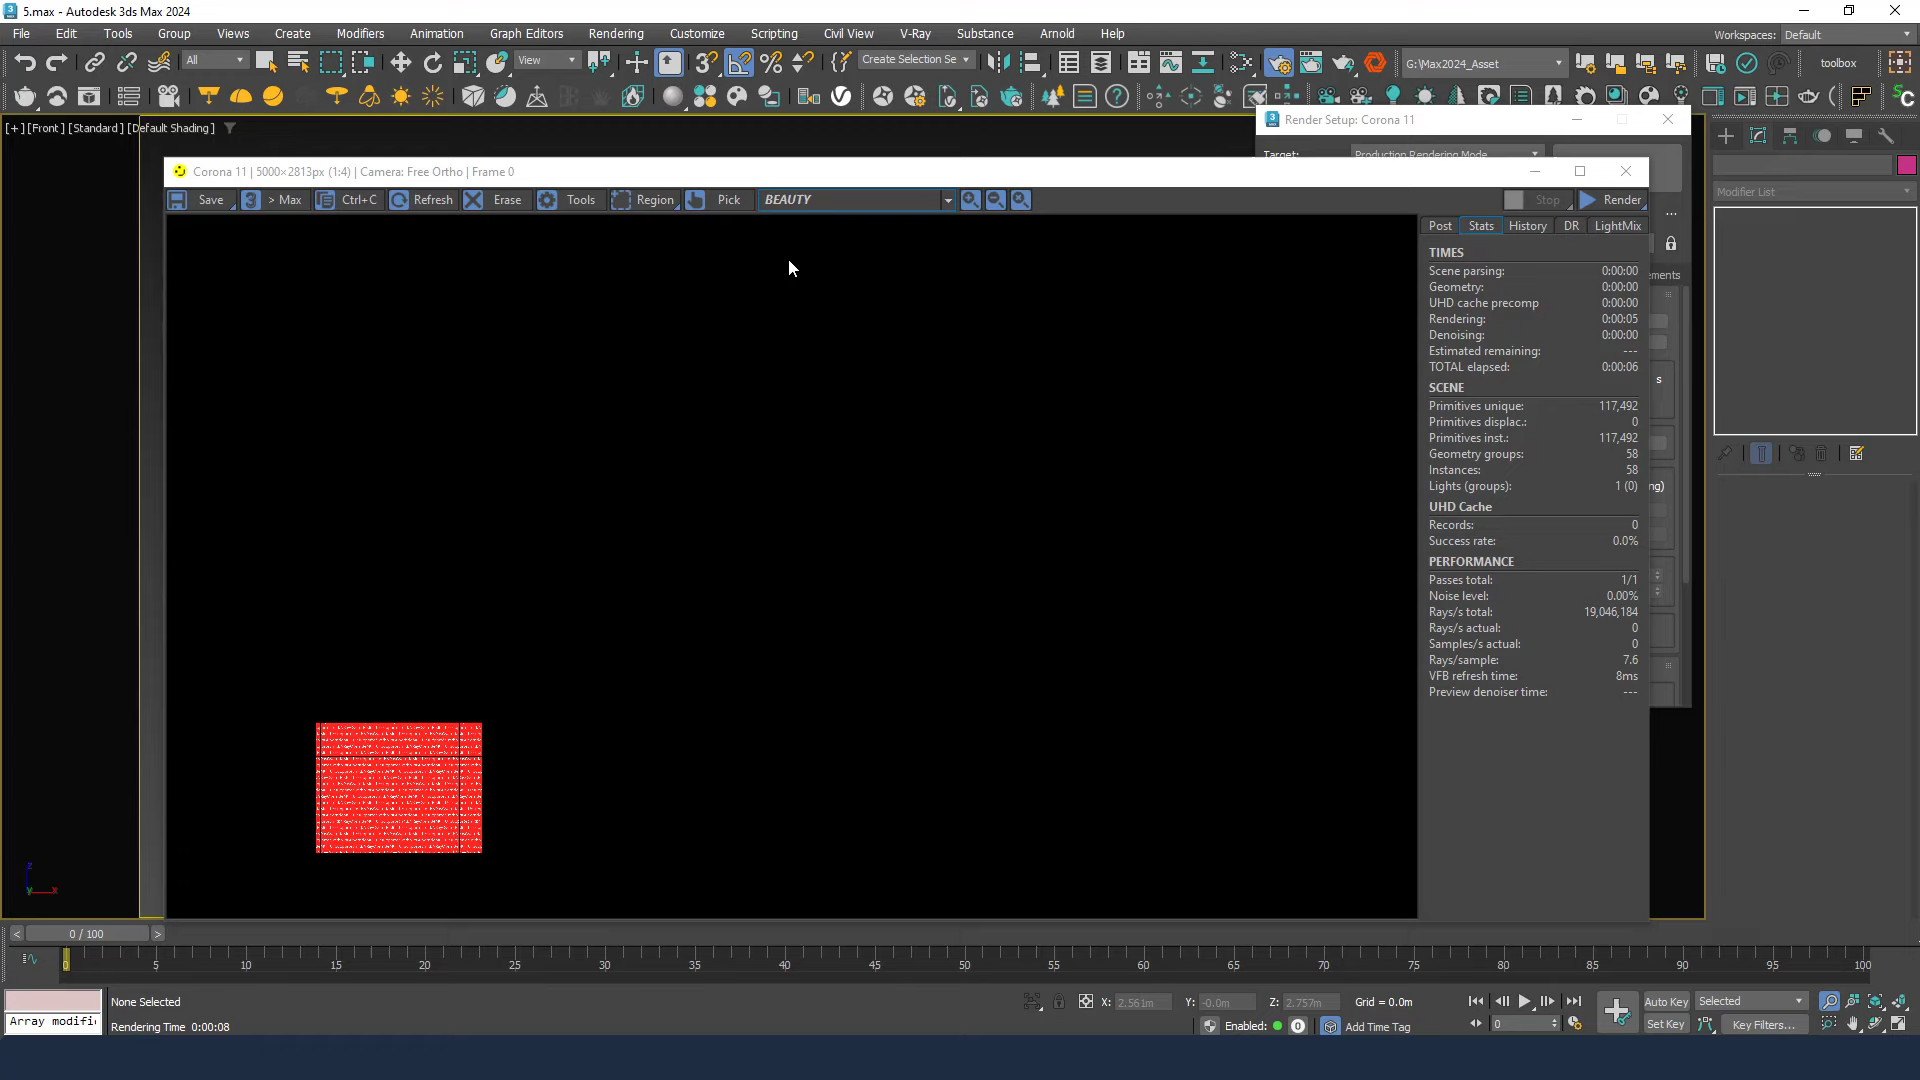 5.max - Autodesk 3ds Max 2024
File Edit Tools Group Views Create Modifiers Animation Graph Editors Rendering Customize Scripting Civil View V-Ray Substance Arnold Help
Workspaces: Default
All View Create Selection Se G:\Max2024_Asset toolbox
[+] [Front] [Standard] [Default Shading]
Render Setup: Corona 11
Target: Production Rendering Mode
Modifier List
Corona 11 | 5000×2813px (1:4) | Camera: Free Ortho | Frame 0
Save > Max Ctrl+C Refresh Erase Tools Region Pick BEAUTY Stop Render
Post Stats History DR LightMix
TIMES
Scene parsing: 0:00:00
Geometry: 0:00:00
UHD cache precomp 0:00:00
Rendering: 0:00:05
Denoising: 0:00:00
Estimated remaining: ---
TOTAL elapsed: 0:00:06
SCENE
Primitives unique: 117,492
Primitives displac.: 0
Primitives inst.: 117,492
Geometry groups: 58
Instances: 58
Lights (groups): 1 (0)
UHD Cache
Records: 0
Success rate: 0.0%
PERFORMANCE
Passes total: 1/1
Noise level: 0.00%
Rays/s total: 19,046,184
Rays/s actual: 0
Samples/s actual: 0
Rays/sample: 7.6
VFB refresh time: 8ms
Preview denoiser time: ---
...
ements
s
ng)
z
y x
< 0 / 100 >
0 5 10 15 20 25 30 35 40 45 50 55 60 65 70 75 80 85 90 95 100
None Selected
X: 2.561m Y: -0.0m Z: 2.757m Grid = 0.0m
Auto Key Selected
Array modifi
Rendering Time 0:00:08
Enabled: 0 Add Time Tag
0
Set Key Key Filters...